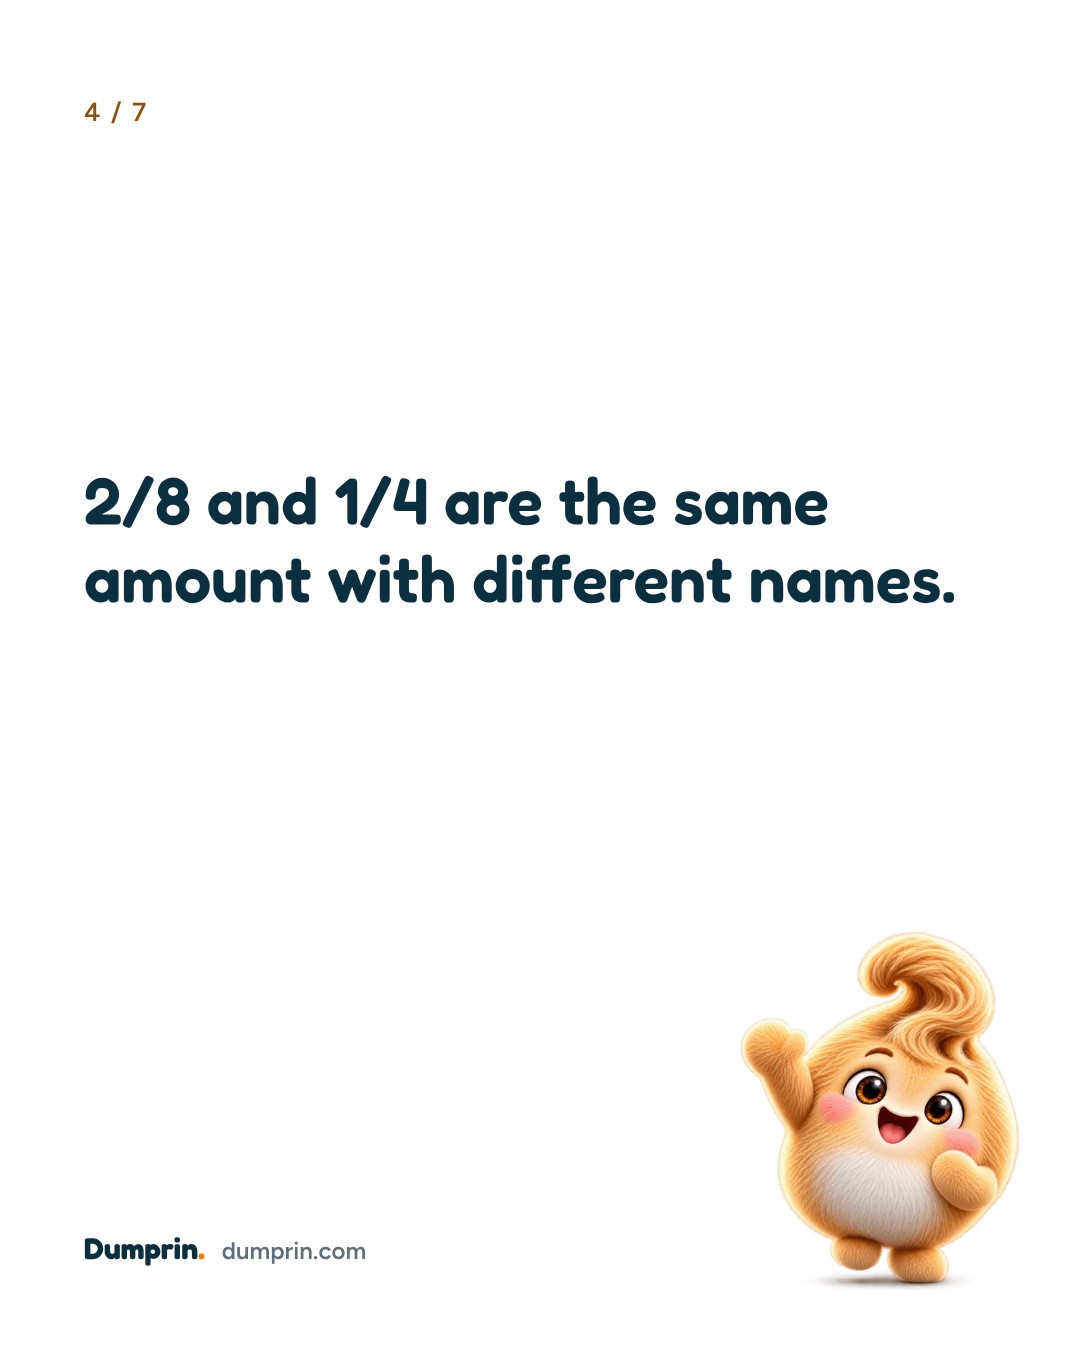 4 / 7
2/8 and 1/4 are the same
amount with different names.
Dumprin. dumprin.com